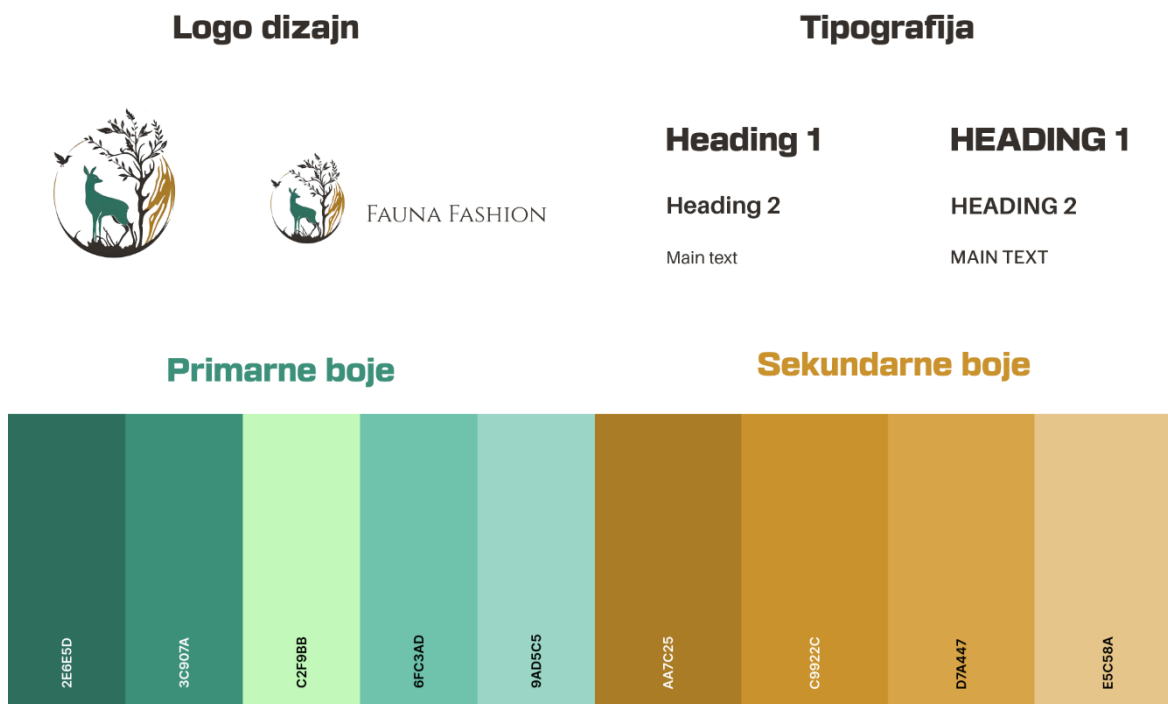 Logo dizajn
Tipografija
FAUNA FASHION
Heading 1
HEADING 1
Heading 2
HEADING 2
Main text
MAIN TEXT
Primarne boje
Sekundarne boje
2E6E5D
3C907A
C2F9BB
6FC3AD
9AD5C5
AA7C25
C9922C
D7A447
E5C58A